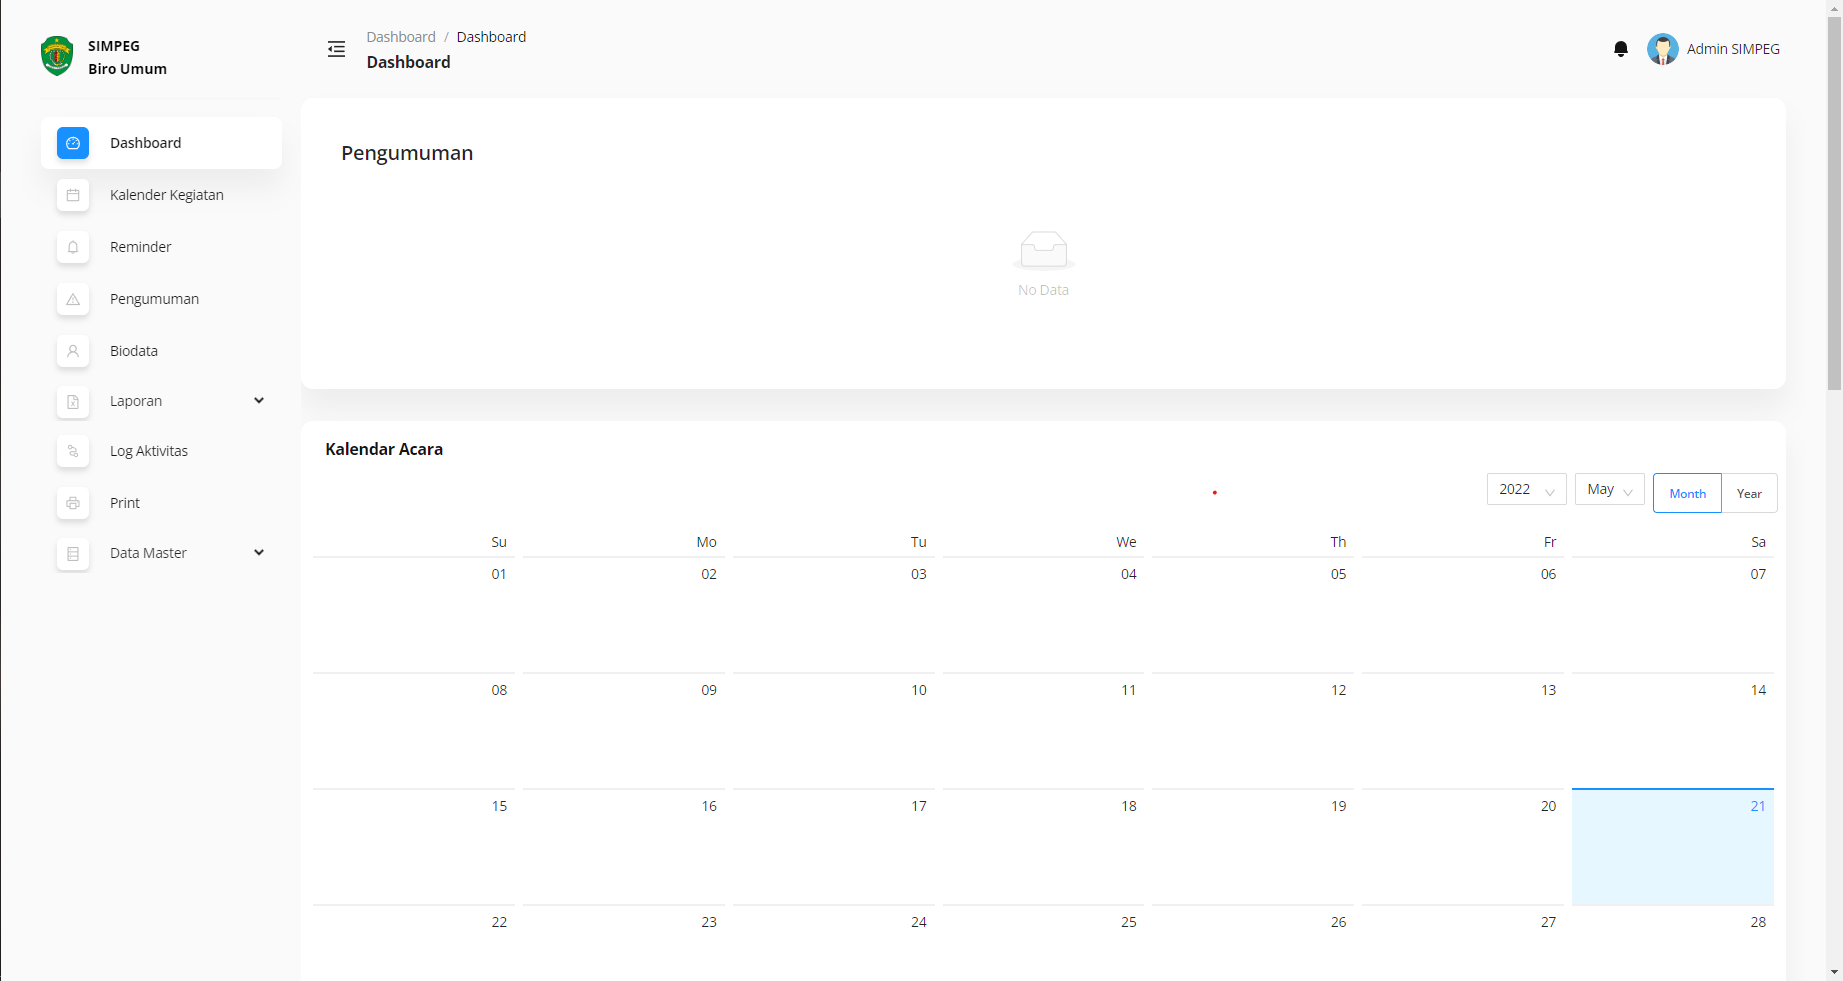 SIMPEG
Biro Umum
Dashboard / Dashboard
Dashboard
Admin SIMPEG
Dashboard
Kalender Kegiatan
Reminder
Pengumuman
Biodata
Laporan
Log Aktivitas
Print
Data Master
Pengumuman
No Data
Kalendar Acara
2022 May Month Year
Su Mo Tu We Th Fr Sa
01 02 03 04 05 06 07
08 09 10 11 12 13 14
15 16 17 18 19 20 21
22 23 24 25 26 27 28